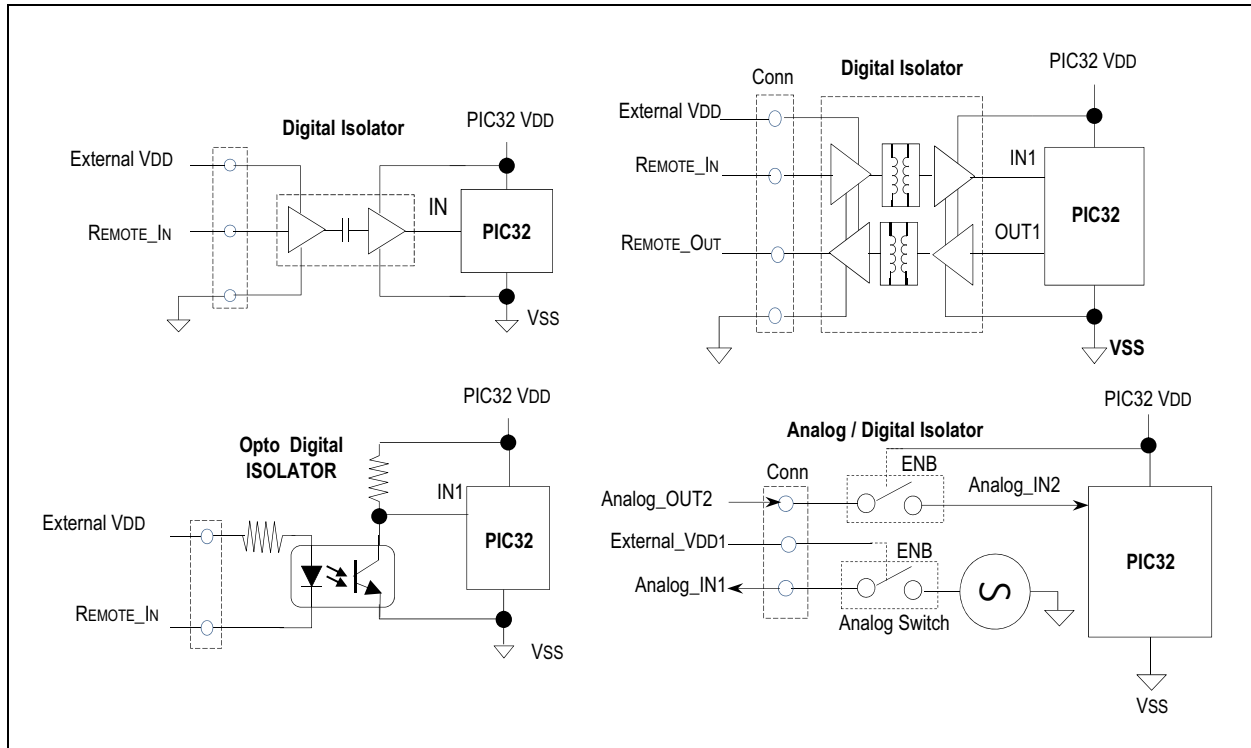 Digital Isolator
PIC32 VDD
External VDD
REMOTE_IN
IN
PIC32
VSS
Conn
Digital Isolator
PIC32 VDD
External VDD
REMOTE_IN
IN1
PIC32
REMOTE_OUT
OUT1
VSS
Opto Digital
ISOLATOR
PIC32 VDD
IN1
External VDD
PIC32
REMOTE_IN
VSS
PIC32 VDD
Analog / Digital Isolator
Conn
ENB
Analog_OUT2
Analog_IN2
External_VDD1
ENB
PIC32
Analog_IN1
S
Analog Switch
VSS